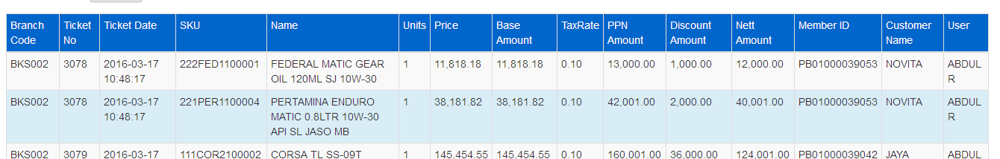 Branch Code Ticket No Ticket Date SKU Name Units Price Base Amount TaxRate PPN Amount Discount Amount Nett Amount Member ID Customer Name User
BKS002 3078 2016-03-17 10:48:17 222FED1100001 FEDERAL MATIC GEAR OIL 120ML SJ 10W-30 1 11,818.18 11,818.18 0.10 13,000.00 1,000.00 12,000.00 PB01000039053 NOVITA ABDUL R
BKS002 3078 2016-03-17 10:48:17 221PER1100004 PERTAMINA ENDURO MATIC 0.8LTR 10W-30 API SL JASO MB 1 38,181.82 38,181.82 0.10 42,001.00 2,000.00 40,001.00 PB01000039053 NOVITA ABDUL R
BKS002 3079 2016-03-17 111COR2100002 CORSA TL SS-09T 1 145,454.55 145,454.55 0.10 160,001.00 36,000.00 124,001.00 PB01000039042 JAYA ABDUL